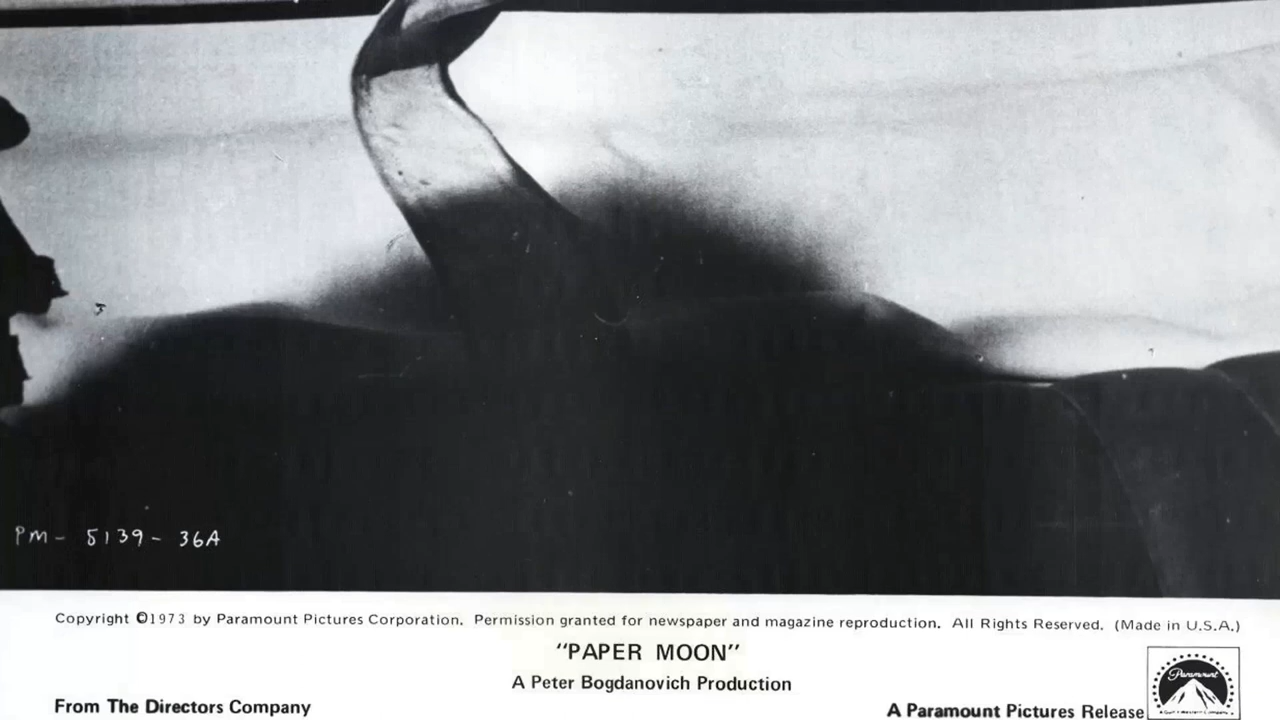 PM- 5139- 36A
Copyright ©1973 by Paramount Pictures Corporation. Permission granted for newspaper and magazine reproduction. All Rights Reserved. (Made in U.S.A.)
"PAPER MOON"
A Peter Bogdanovich Production
From The Directors Company
A Paramount Pictures Release
Paramount